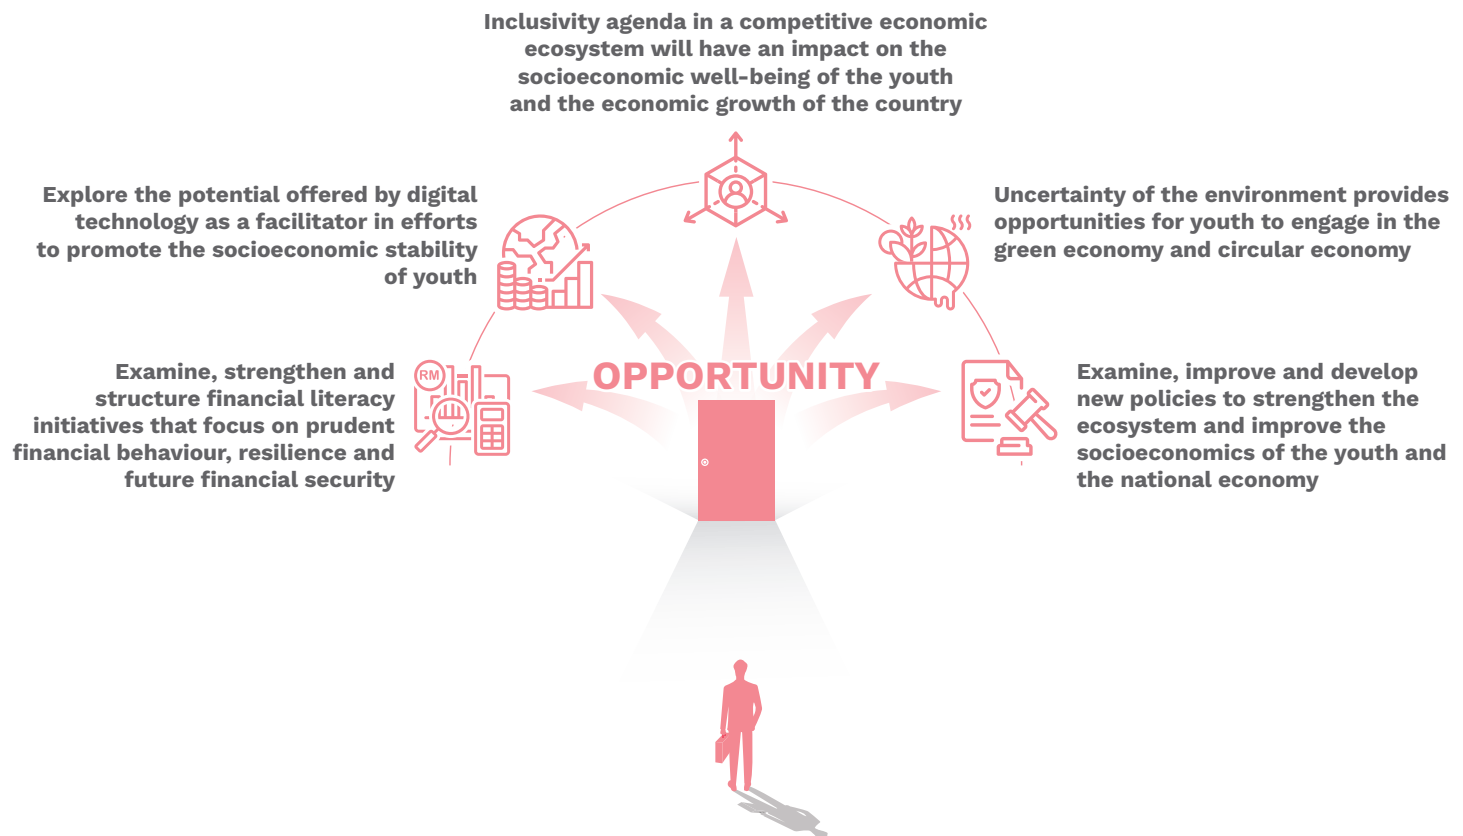 Inclusivity agenda in a competitive economic
ecosystem will have an impact on the
socioeconomic well-being of the youth
and the economic growth of the country
Explore the potential offered by digital
technology as a facilitator in efforts
to promote the socioeconomic stability
of youth
Uncertainty of the environment provides
opportunities for youth to engage in the
green economy and circular economy
Examine, strengthen and
structure financial literacy
initiatives that focus on prudent
financial behaviour, resilience and
future financial security
RM
OPPORTUNITY
Examine, improve and develop
new policies to strengthen the
ecosystem and improve the
socioeconomics of the youth and
the national economy